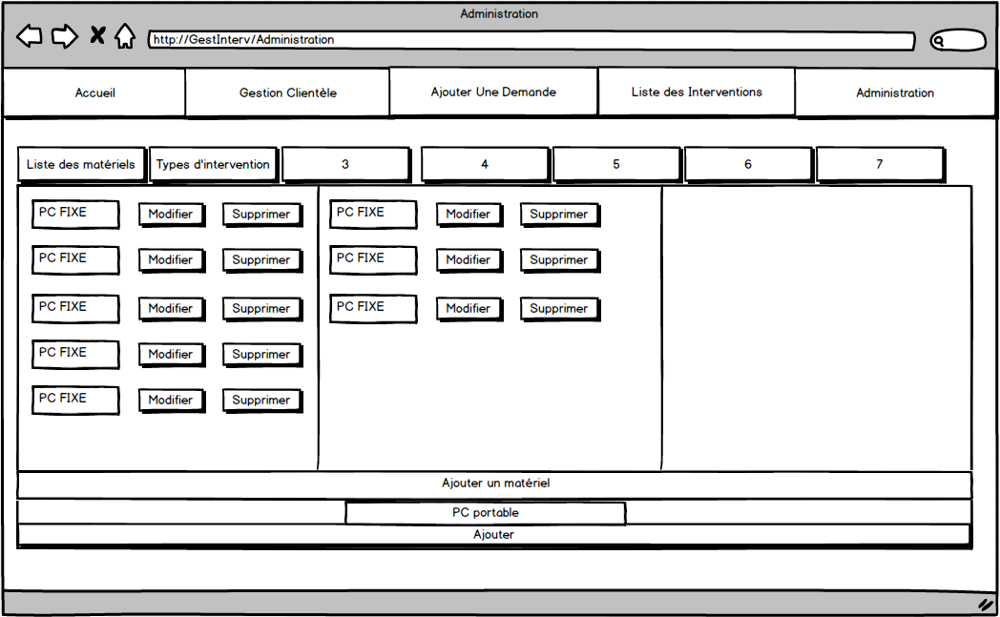 Administration
http://GestInterv/Administration
Accueil Gestion Clientèle Ajouter Une Demande Liste des Interventions Administration
Liste des matériels Types d'intervention 3 4 5 6 7
PC FIXE Modifier Supprimer PC FIXE Modifier Supprimer
PC FIXE Modifier Supprimer PC FIXE Modifier Supprimer
PC FIXE Modifier Supprimer PC FIXE Modifier Supprimer
PC FIXE Modifier Supprimer
PC FIXE Modifier Supprimer
Ajouter un matériel
PC portable
Ajouter